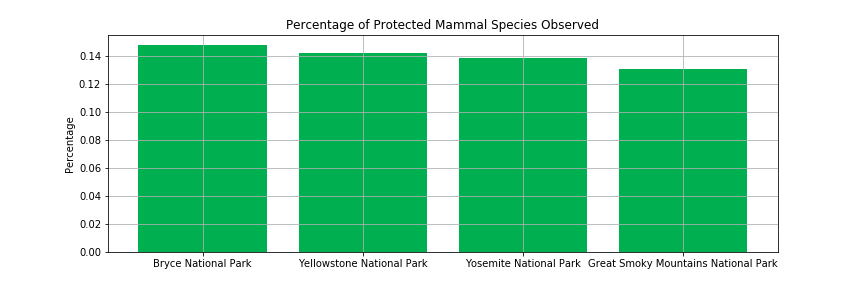 Percentage of Protected Mammal Species Observed
Percentage
0.14
0.12
0.10
0.08
0.06
0.04
0.02
0.00
Bryce National Park Yellowstone National Park Yosemite National Park Great Smoky Mountains National Park